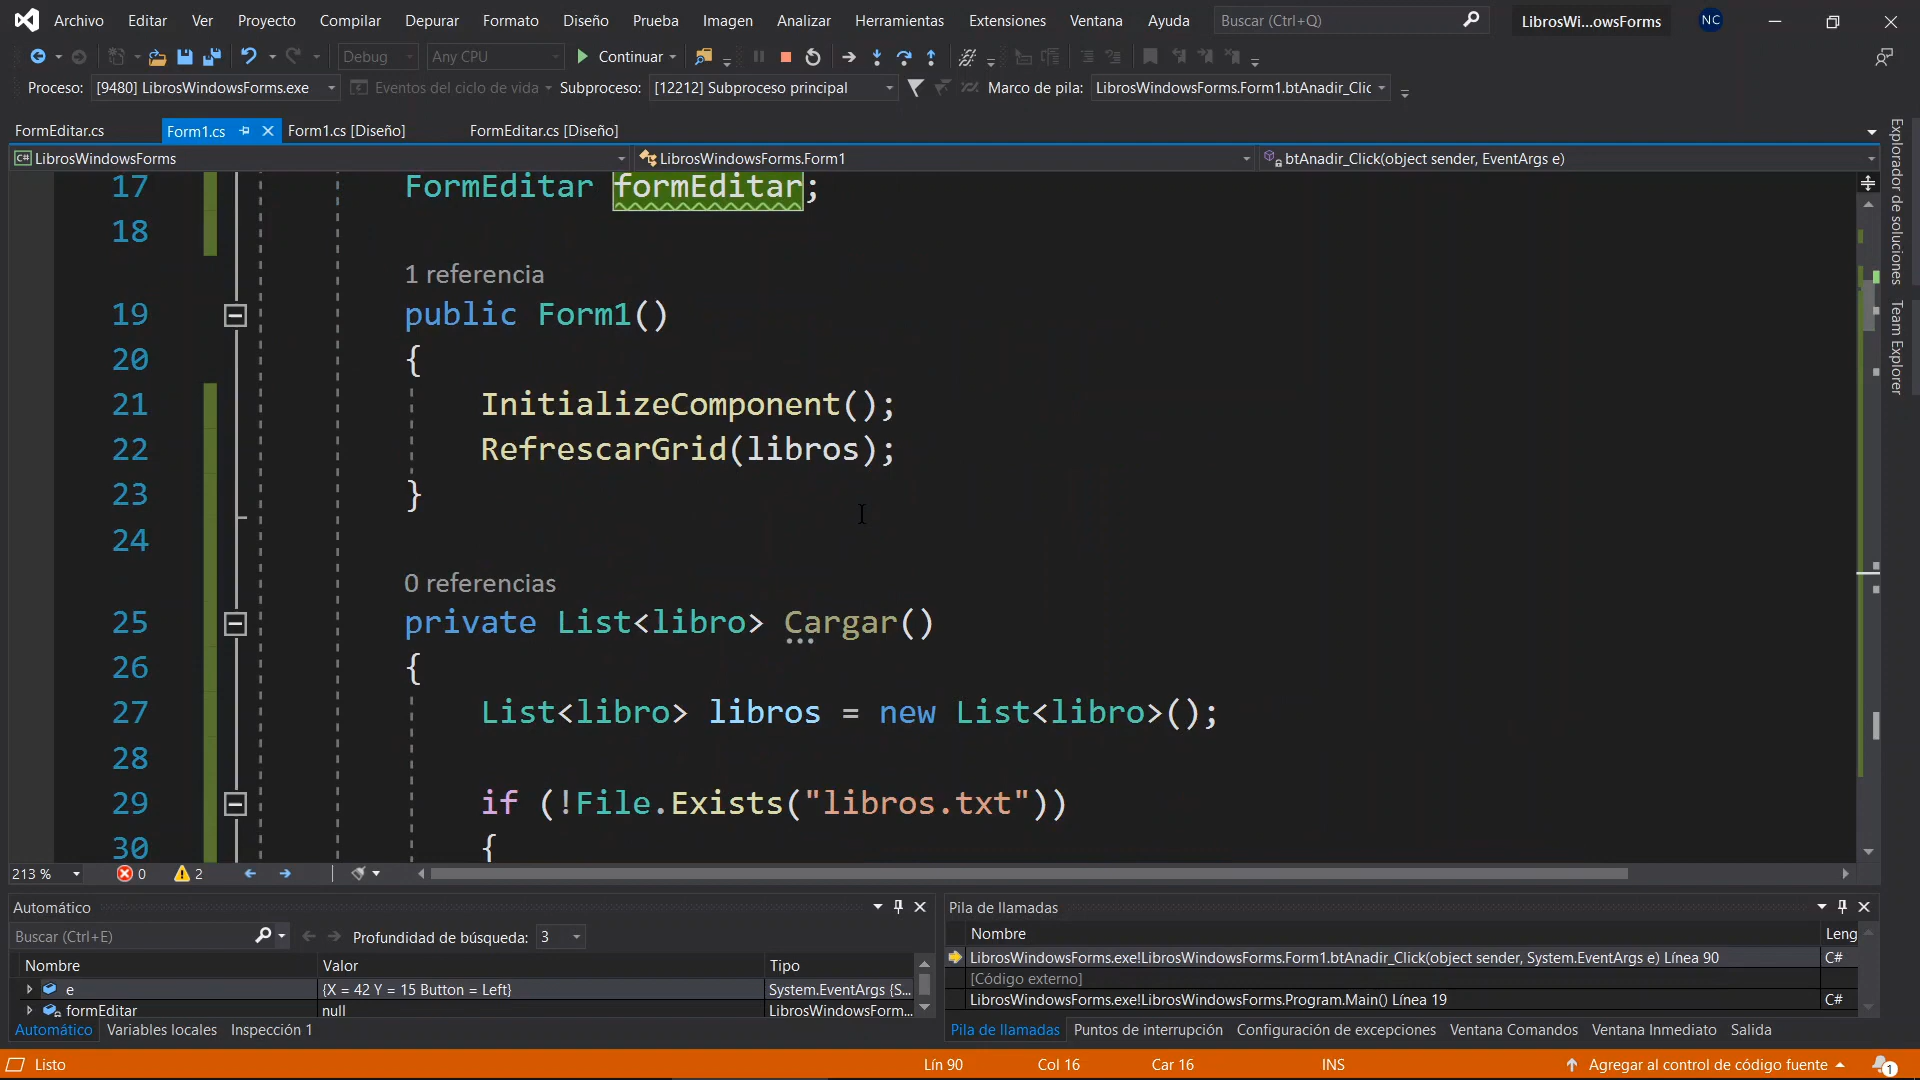 Archivo Editar Ver Proyecto Compilar Depurar Formato Diseño Prueba Imagen Analizar Herramientas Extensiones Ventana Ayuda Buscar (Ctrl+Q) LibrosWi...owsForms NC
Debug Any CPU Continuar
Proceso: [9480] LibrosWindowsForms.exe Eventos del ciclo de vida Subproceso: [12212] Subproceso principal Marco de pila: LibrosWindowsForms.Form1.btAnadir_Clic
FormEditar.cs Form1.cs Form1.cs [Diseño] FormEditar.cs [Diseño]
C# LibrosWindowsForms LibrosWindowsForms.Form1 btAnadir_Click(object sender, EventArgs e)
17 FormEditar formEditar;
18
1 referencia
19 public Form1()
20 {
21 InitializeComponent();
22 RefrescarGrid(libros);
23 }
24
0 referencias
25 private List<libro> Cargar()
26 {
27 List<libro> libros = new List<libro>();
28
29 if (!File.Exists("libros.txt"))
30 {
Explorador de soluciones
Team Explorer
213 % 0 2
Automático
Buscar (Ctrl+E) Profundidad de búsqueda: 3
Nombre Valor Tipo
e {X = 42 Y = 15 Button = Left} System.EventArgs {S...
formEditar null LibrosWindowsForm...
Automático Variables locales Inspección 1
Pila de llamadas
Nombre Leng
LibrosWindowsForms.exe!LibrosWindowsForms.Form1.btAnadir_Click(object sender, System.EventArgs e) Línea 90 C#
[Código externo]
LibrosWindowsForms.exe!LibrosWindowsForms.Program.Main() Línea 19 C#
Pila de llamadas Puntos de interrupción Configuración de excepciones Ventana Comandos Ventana Inmediato Salida
Listo Lín 90 Col 16 Car 16 INS Agregar al control de código fuente 1